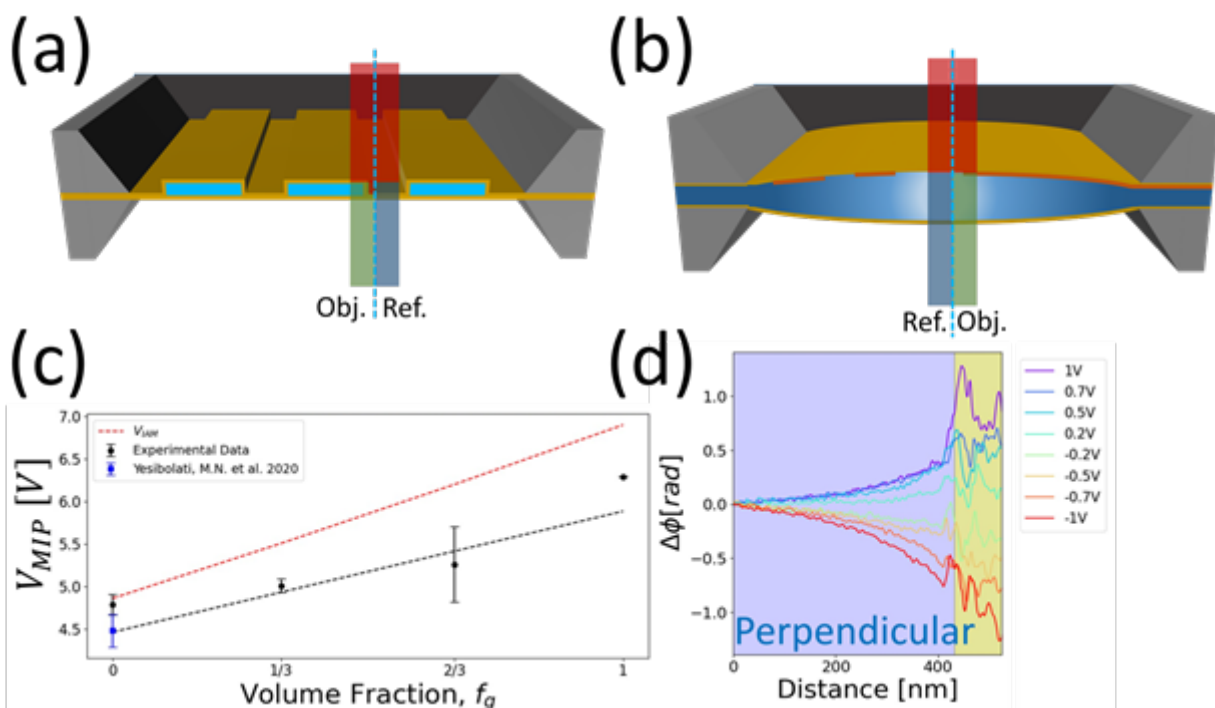 (a)
(b)
Obj. Ref.
Ref. Obj.
(c)
(d)
V_MIP [V]
7.0
6.5
6.0
5.5
5.0
4.5
V_IAM
Experimental Data
Yesibolati, M.N. et al. 2020
0 1/3 2/3 1
Volume Fraction, f_g
Δϕ[rad]
1.0
0.5
0.0
−0.5
−1.0
Perpendicular
0 200 400
Distance [nm]
1V
0.7V
0.5V
0.2V
-0.2V
-0.5V
-0.7V
-1V